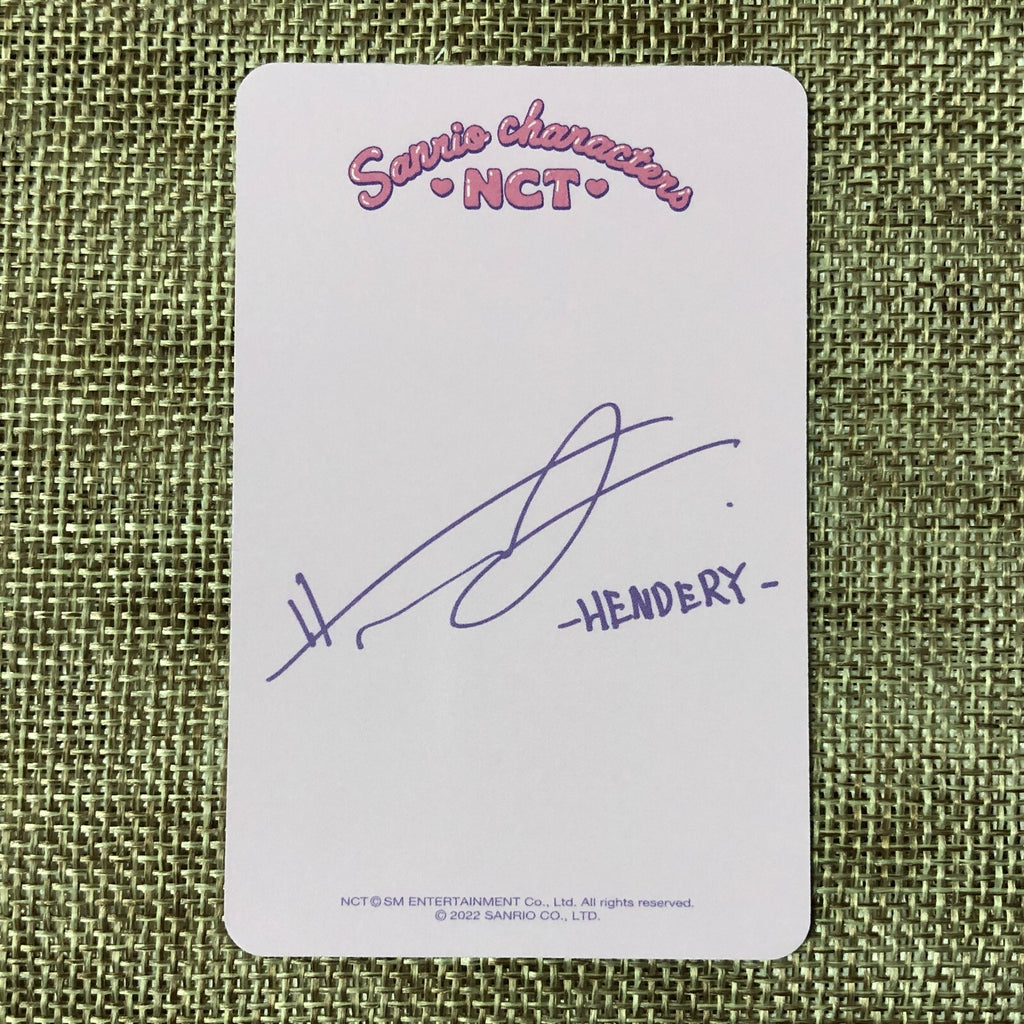 Sanrio characters
NCT
-HENDERY-
NCT © SM ENTERTAINMENT Co., Ltd. All rights reserved.
© 2022 SANRIO CO., LTD.